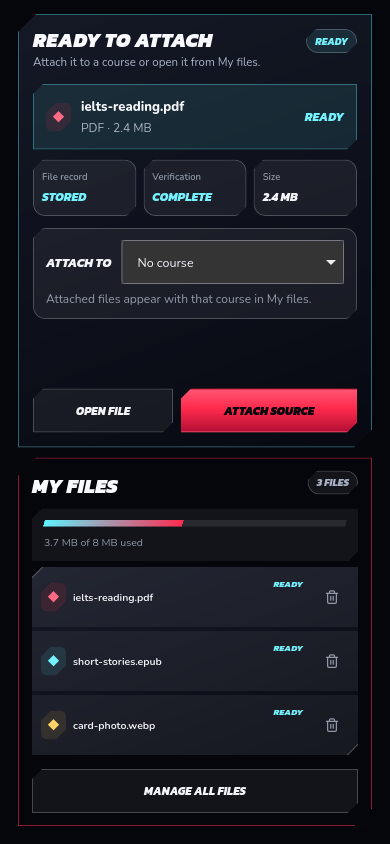 READY TO ATTACH
READY
Attach it to a course or open it from My files.
ielts-reading.pdf
PDF · 2.4 MB
READY
File record
STORED
Verification
COMPLETE
Size
2.4 MB
ATTACH TO
No course
Attached files appear with that course in My files.
OPEN FILE
ATTACH SOURCE
MY FILES
3 FILES
3.7 MB of 8 MB used
READY
ielts-reading.pdf
READY
short-stories.epub
READY
card-photo.webp
MANAGE ALL FILES